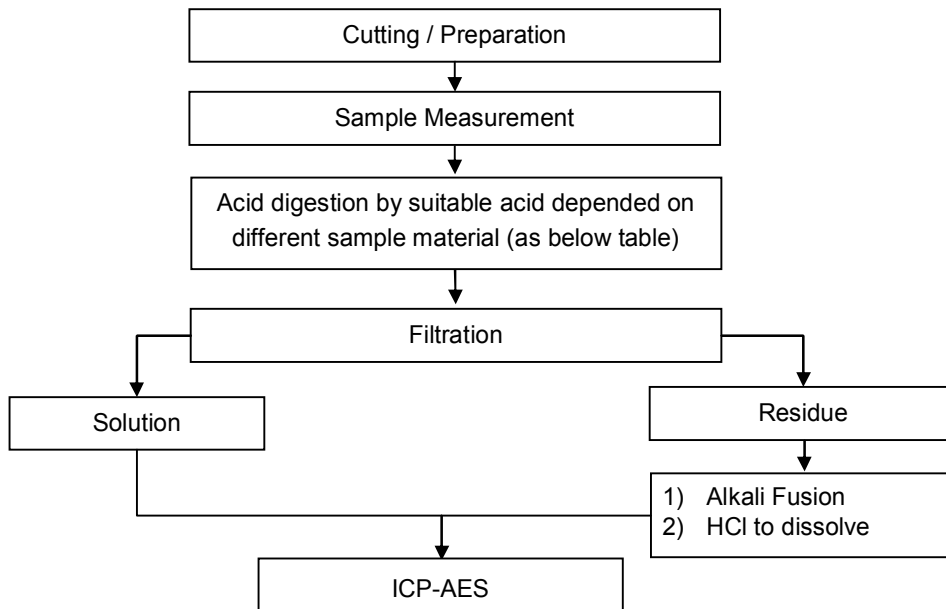 Cutting / Preparation
Sample Measurement
Acid digestion by suitable acid depended on
different sample material (as below table)
Filtration
Solution
Residue
1) Alkali Fusion
2) HCl to dissolve
ICP-AES